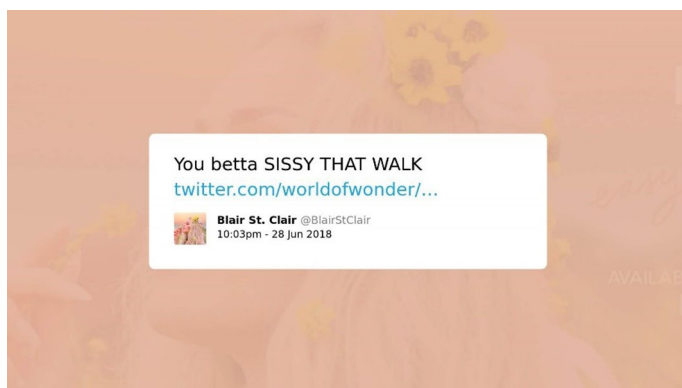 You betta SISSY THAT WALK
twitter.com/worldofwonder/...
Blair St. Clair @BlairStClair
10:03pm - 28 Jun 2018